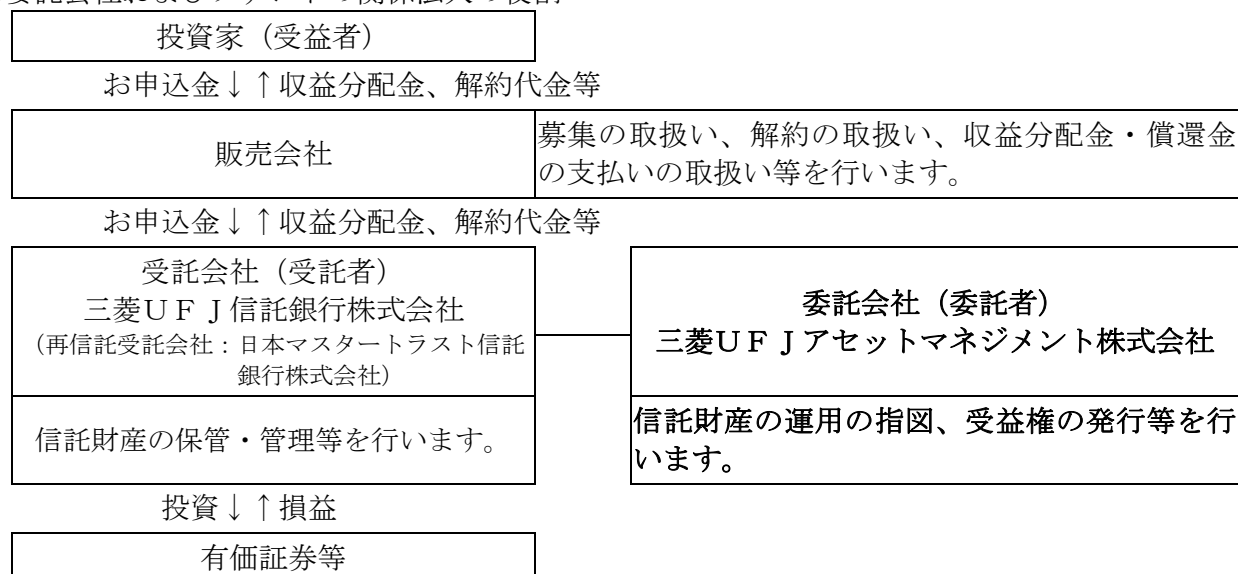 委託会社およびファンドの関係法人の役割
投資家（受益者）
お申込金↓↑収益分配金、解約代金等
販売会社
募集の取扱い、解約の取扱い、収益分配金・償還金
の支払いの取扱い等を行います。
お申込金↓↑収益分配金、解約代金等
受託会社（受託者）
三菱ＵＦＪ信託銀行株式会社
（再信託受託会社：日本マスタートラスト信託
銀行株式会社）
委託会社（委託者）
三菱ＵＦＪアセットマネジメント株式会社
信託財産の保管・管理等を行います。
信託財産の運用の指図、受益権の発行等を行
います。
投資↓↑損益
有価証券等